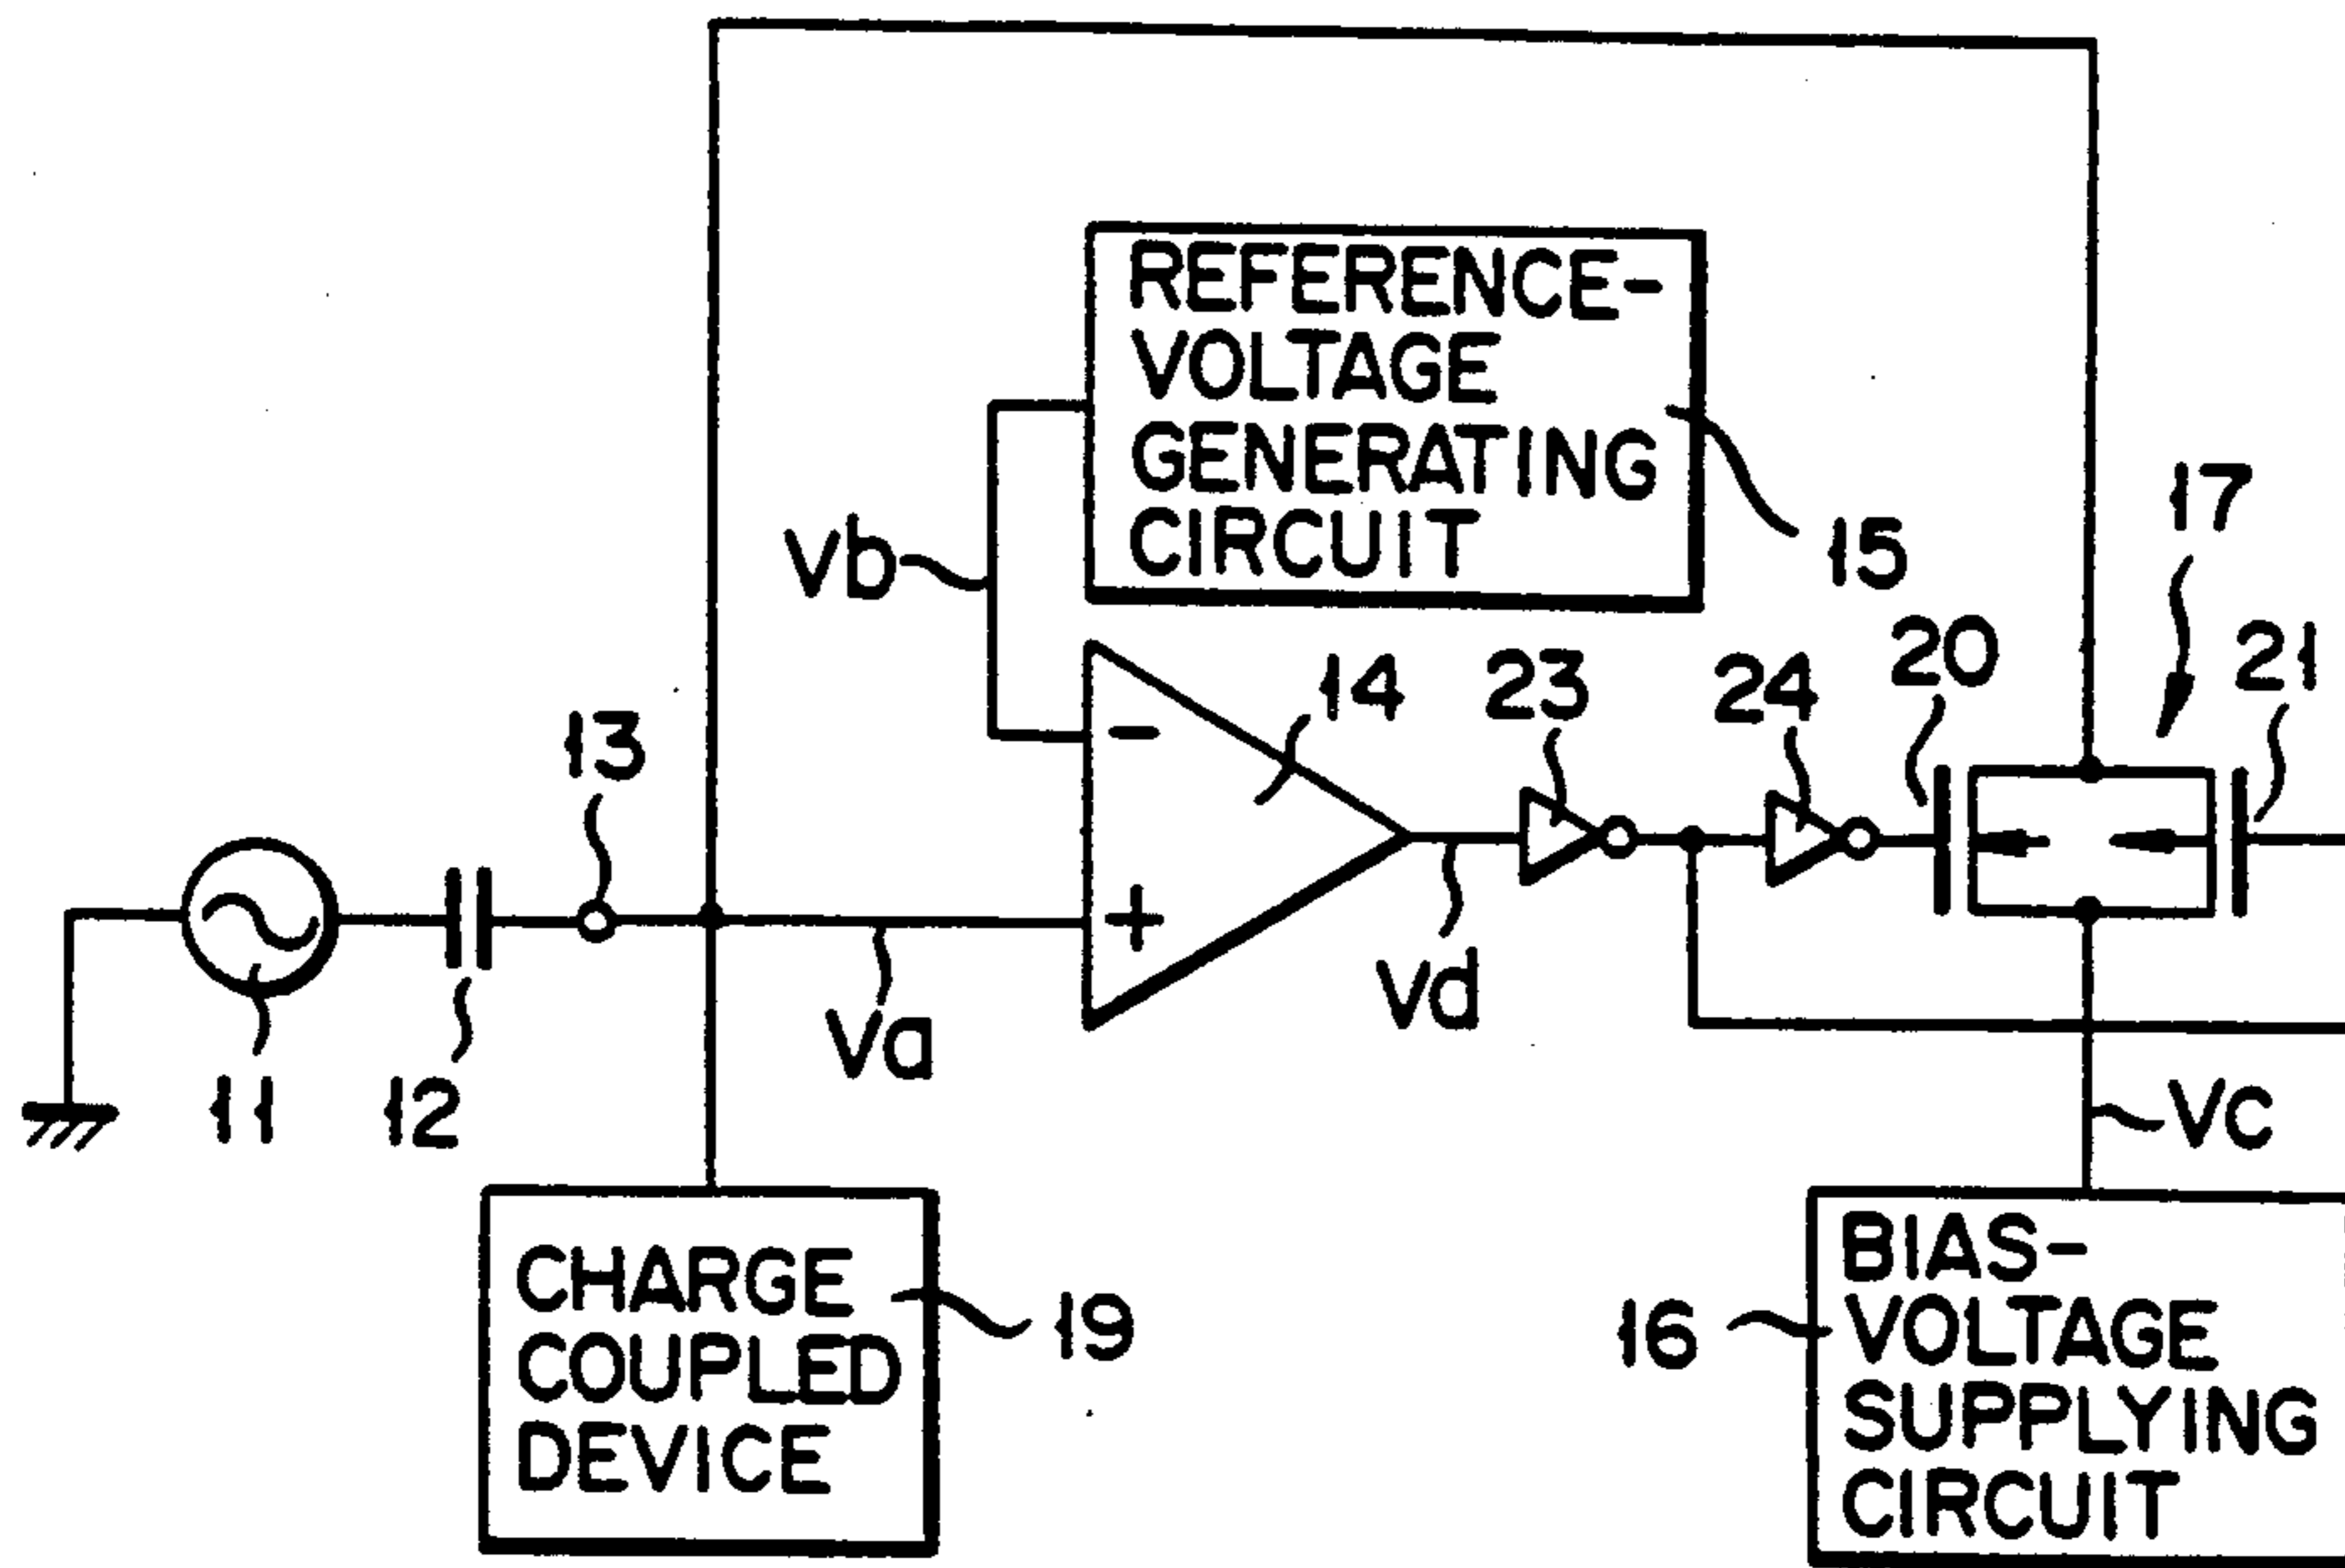 REFERENCE-
VOLTAGE
GENERATING
CIRCUIT
15
17
Vb
20
21
14
23
24
13
-
+
Vd
Va
11
12
Vc
CHARGE
COUPLED
DEVICE
19
16
BIAS-
VOLTAGE
SUPPLYING
CIRCUIT